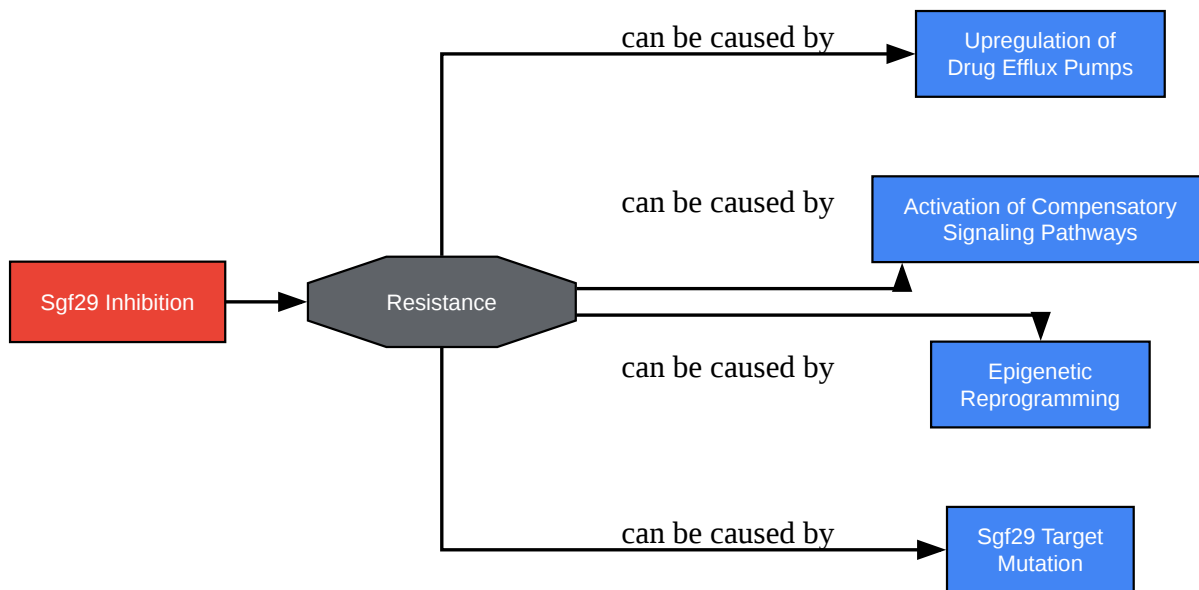 can be caused by
Upregulation of
Drug Efflux Pumps
can be caused by
Activation of Compensatory
Signaling Pathways
Sgf29 Inhibition
Resistance
can be caused by
Epigenetic
Reprogramming
can be caused by
Sgf29 Target
Mutation